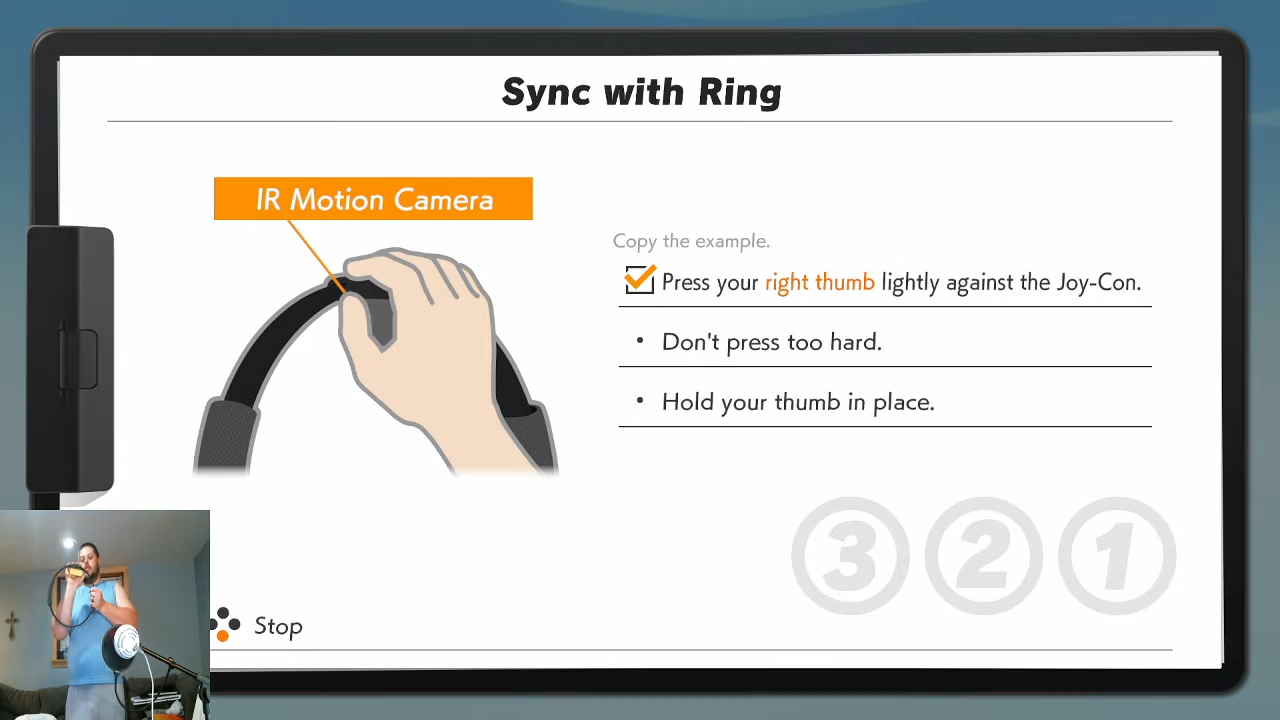 Sync with Ring
IR Motion Camera
Copy the example.
Press your right thumb lightly against the Joy-Con.
• Don't press too hard.
• Hold your thumb in place.
3 2 1
Stop